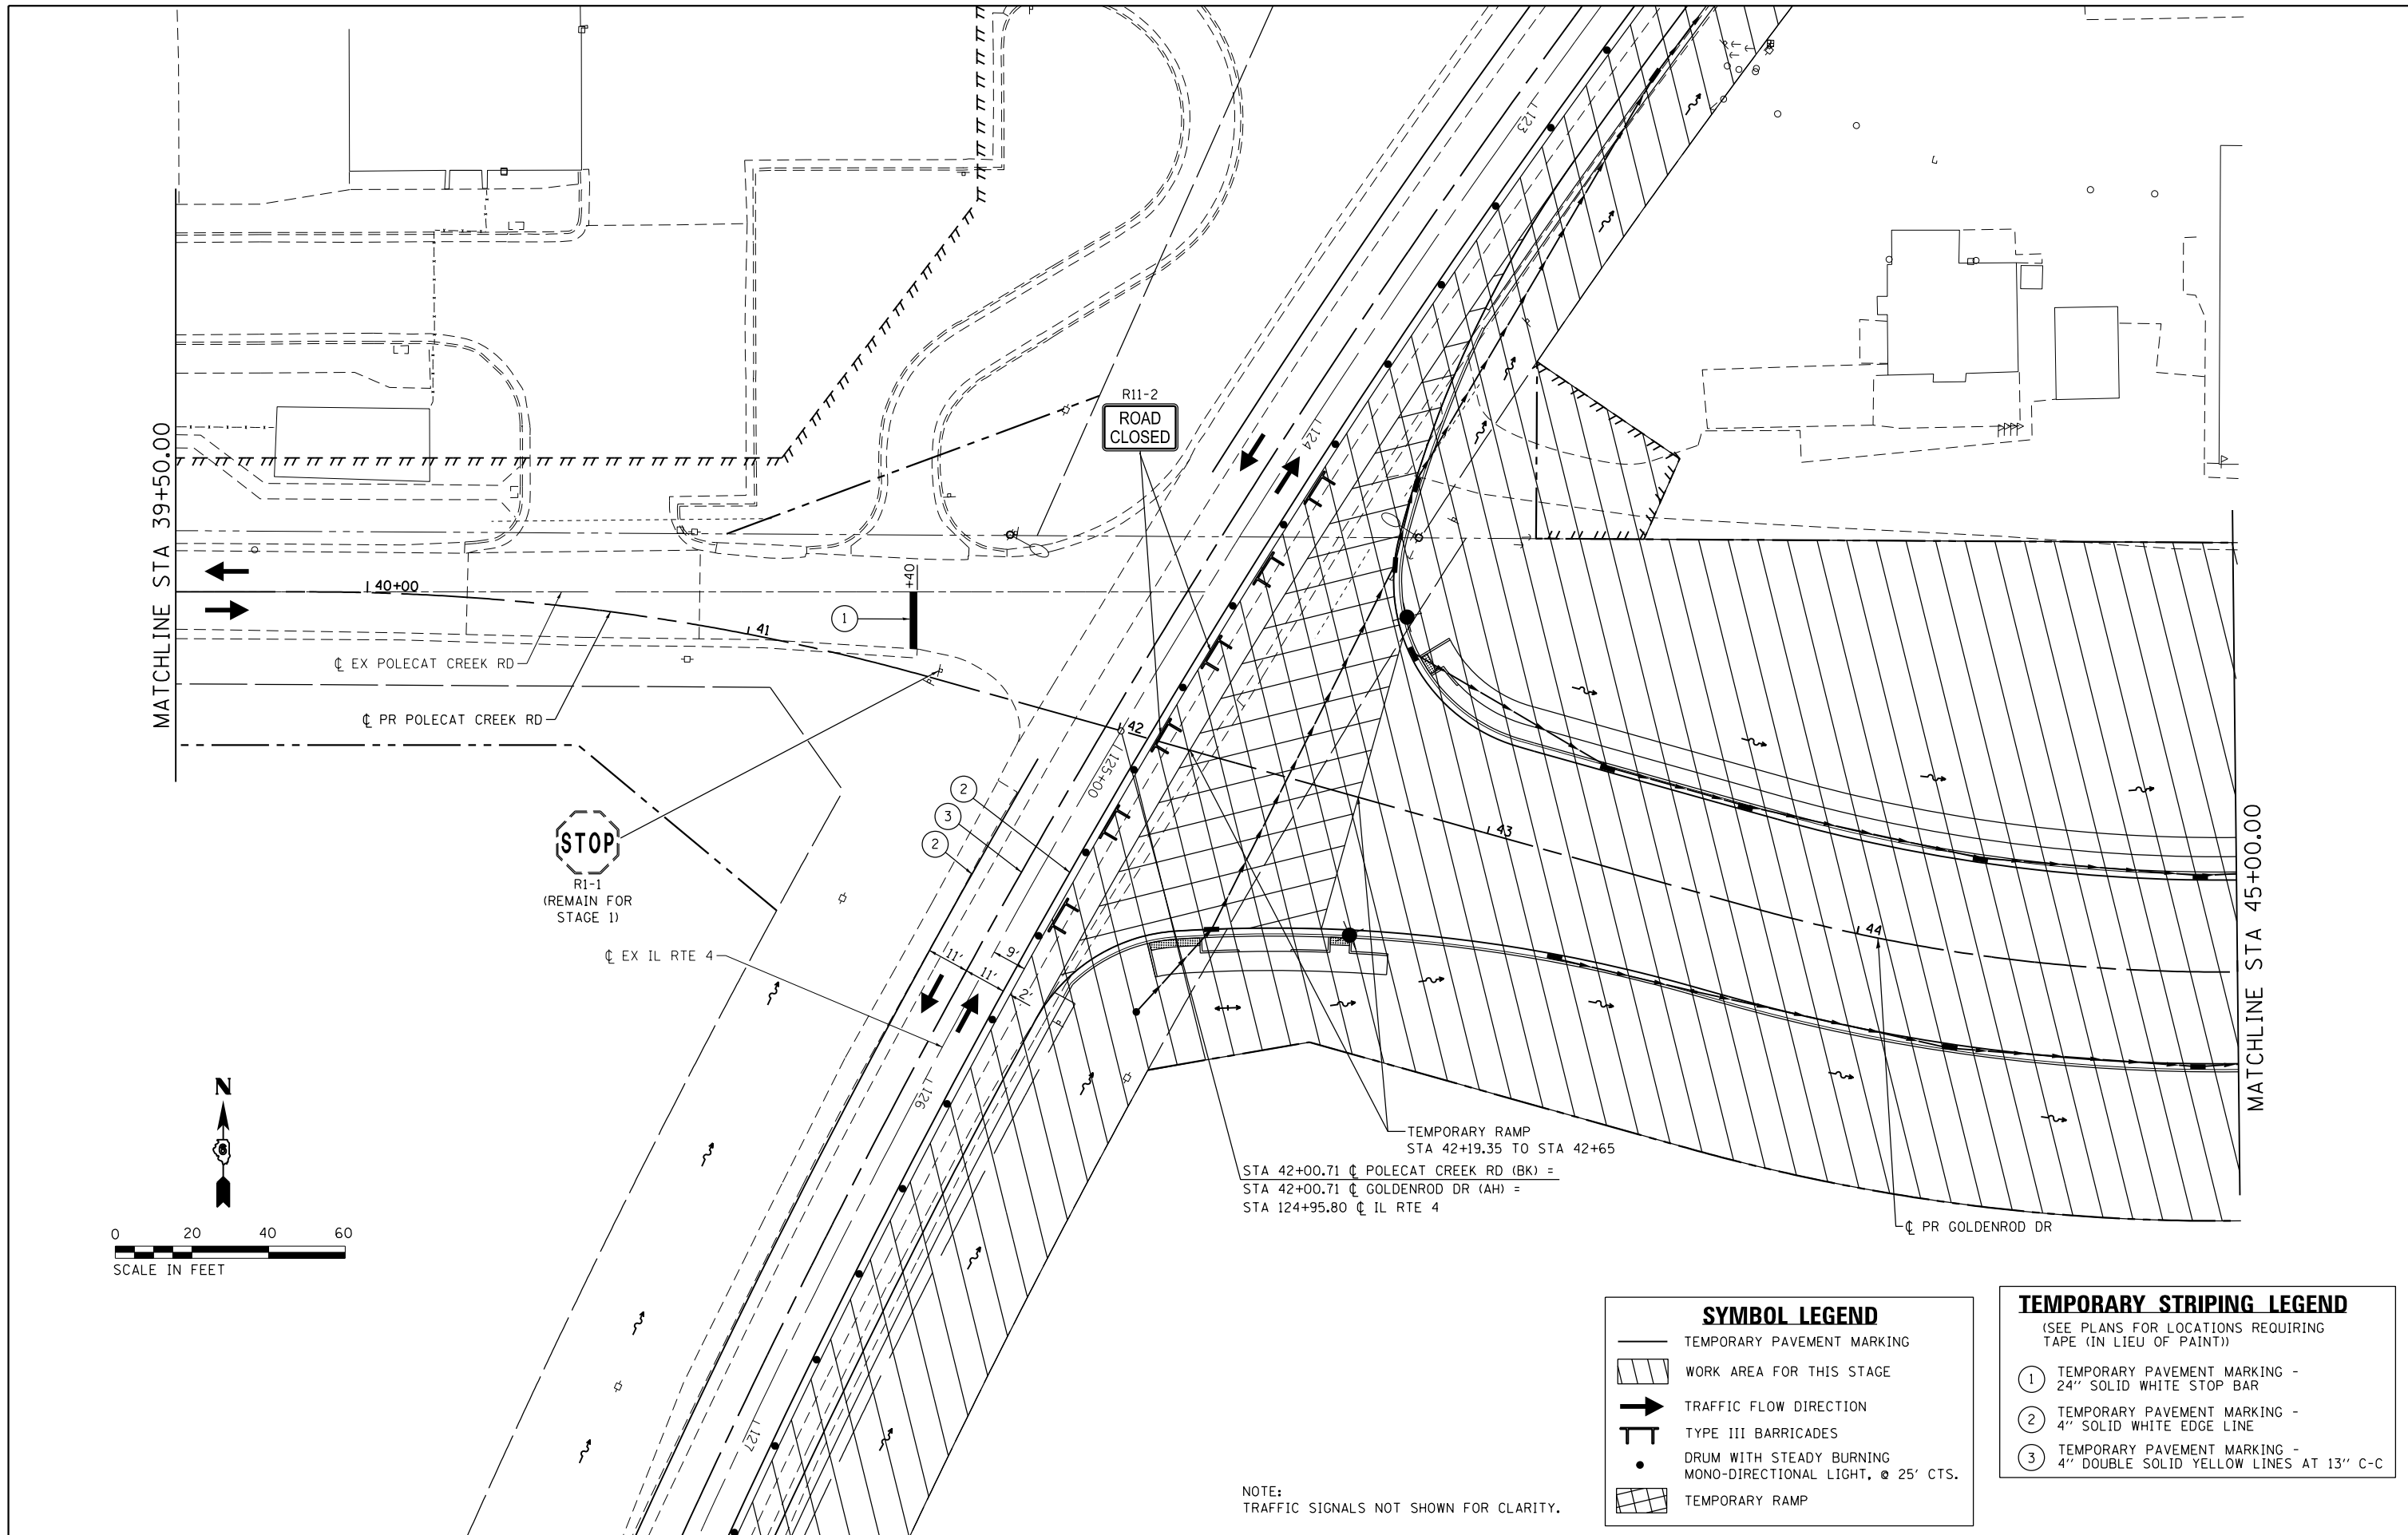 R11-2
ROAD
CLOSED
123
124
MATCHLINE STA 39+50.00
40+00
41
+40
1
℄ EX POLECAT CREEK RD
℄ PR POLECAT CREEK RD
42
125+00
43
44
2
3
2
STOP
R1-1
(REMAIN FOR
STAGE 1)
℄ EX IL RTE 4
11'
11'
9'
2'
126
127
MATCHLINE STA 45+00.00
TEMPORARY RAMP
STA 42+19.35 TO STA 42+65
STA 42+00.71 ℄ POLECAT CREEK RD (BK) =
STA 42+00.71 ℄ GOLDENROD DR (AH) =
STA 124+95.80 ℄ IL RTE 4
℄ PR GOLDENROD DR
N
0 20 40 60
SCALE IN FEET
NOTE:
TRAFFIC SIGNALS NOT SHOWN FOR CLARITY.
SYMBOL LEGEND
TEMPORARY PAVEMENT MARKING
WORK AREA FOR THIS STAGE
TRAFFIC FLOW DIRECTION
TYPE III BARRICADES
DRUM WITH STEADY BURNING
MONO-DIRECTIONAL LIGHT, @ 25' CTS.
TEMPORARY RAMP
TEMPORARY STRIPING LEGEND
(SEE PLANS FOR LOCATIONS REQUIRING
TAPE (IN LIEU OF PAINT))
1 TEMPORARY PAVEMENT MARKING -
24" SOLID WHITE STOP BAR
2 TEMPORARY PAVEMENT MARKING -
4" SOLID WHITE EDGE LINE
3 TEMPORARY PAVEMENT MARKING -
4" DOUBLE SOLID YELLOW LINES AT 13" C-C